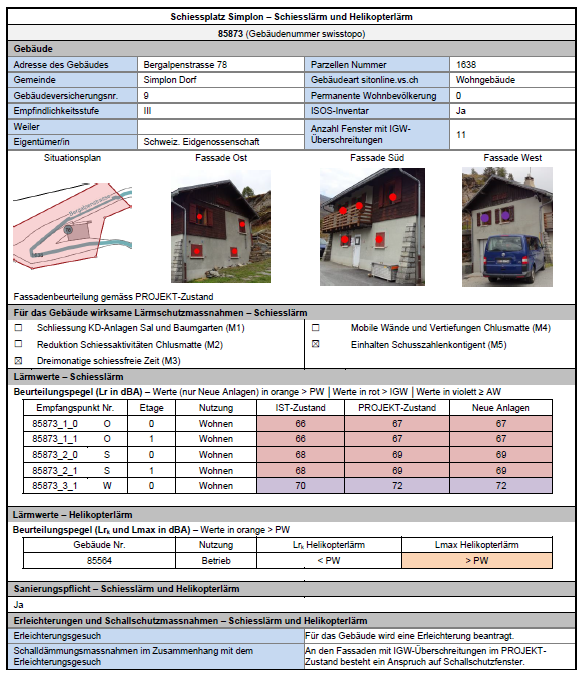 Schiessplatz Simplon – Schiesslärm und Helikopterlärm
85873 (Gebäudenummer swisstopo)
Gebäude
Adresse des Gebäudes Bergalpenstrasse 78 Parzellen Nummer 1638
Gemeinde Simplon Dorf Gebäudeart sitonline.vs.ch Wohngebäude
Gebäudeversicherungsnr. 9 Permanente Wohnbevölkerung 0
Empfindlichkeitsstufe III ISOS-Inventar Ja
Weiler
Eigentümer/in Schweiz. Eidgenossenschaft
Anzahl Fenster mit IGW-
Überschreitungen 11
Situationsplan Fassade Ost Fassade Süd Fassade West
Bergalpenstrasse
1638
Fassadenbeurteilung gemäss PROJEKT-Zustand
Für das Gebäude wirksame Lärmschutzmassnahmen – Schiesslärm
☐ Schliessung KD-Anlagen Sal und Baumgarten (M1) ☐ Mobile Wände und Vertiefungen Chlusmatte (M4)
☐ Reduktion Schiessaktivitäten Chlusmatte (M2) ☒ Einhalten Schusszahlenkontigent (M5)
☒ Dreimonatige schiessfreie Zeit (M3)
Lärmwerte – Schiesslärm
Beurteilungspegel (Lr in dBA) – Werte (nur Neue Anlagen) in orange > PW │ Werte in rot > IGW │ Werte in violett ≥ AW
Empfangspunkt Nr. Etage Nutzung IST-Zustand PROJEKT-Zustand Neue Anlagen
85873_1_0 O 0 Wohnen 66 67 67
85873_1_1 O 1 Wohnen 66 67 67
85873_2_0 S 0 Wohnen 68 69 69
85873_2_1 S 1 Wohnen 68 69 69
85873_3_1 W 0 Wohnen 70 72 72
Lärmwerte – Helikopterlärm
Beurteilungspegel (Lrₖ und Lmax in dBA) – Werte in orange > PW
Gebäude Nr. Nutzung Lrₖ Helikopterlärm Lmax Helikopterlärm
85564 Betrieb < PW > PW
Sanierungspflicht – Schiesslärm und Helikopterlärm
Ja
Erleichterungen und Schallschutzmassnahmen – Schiesslärm und Helikopterlärm
Erleichterungsgesuch Für das Gebäude wird eine Erleichterung beantragt.
Schalldämmungsmassnahmen im Zusammenhang mit dem An den Fassaden mit IGW-Überschreitungen im PROJEKT-
Erleichterungsgesuch Zustand besteht ein Anspruch auf Schallschutzfenster.